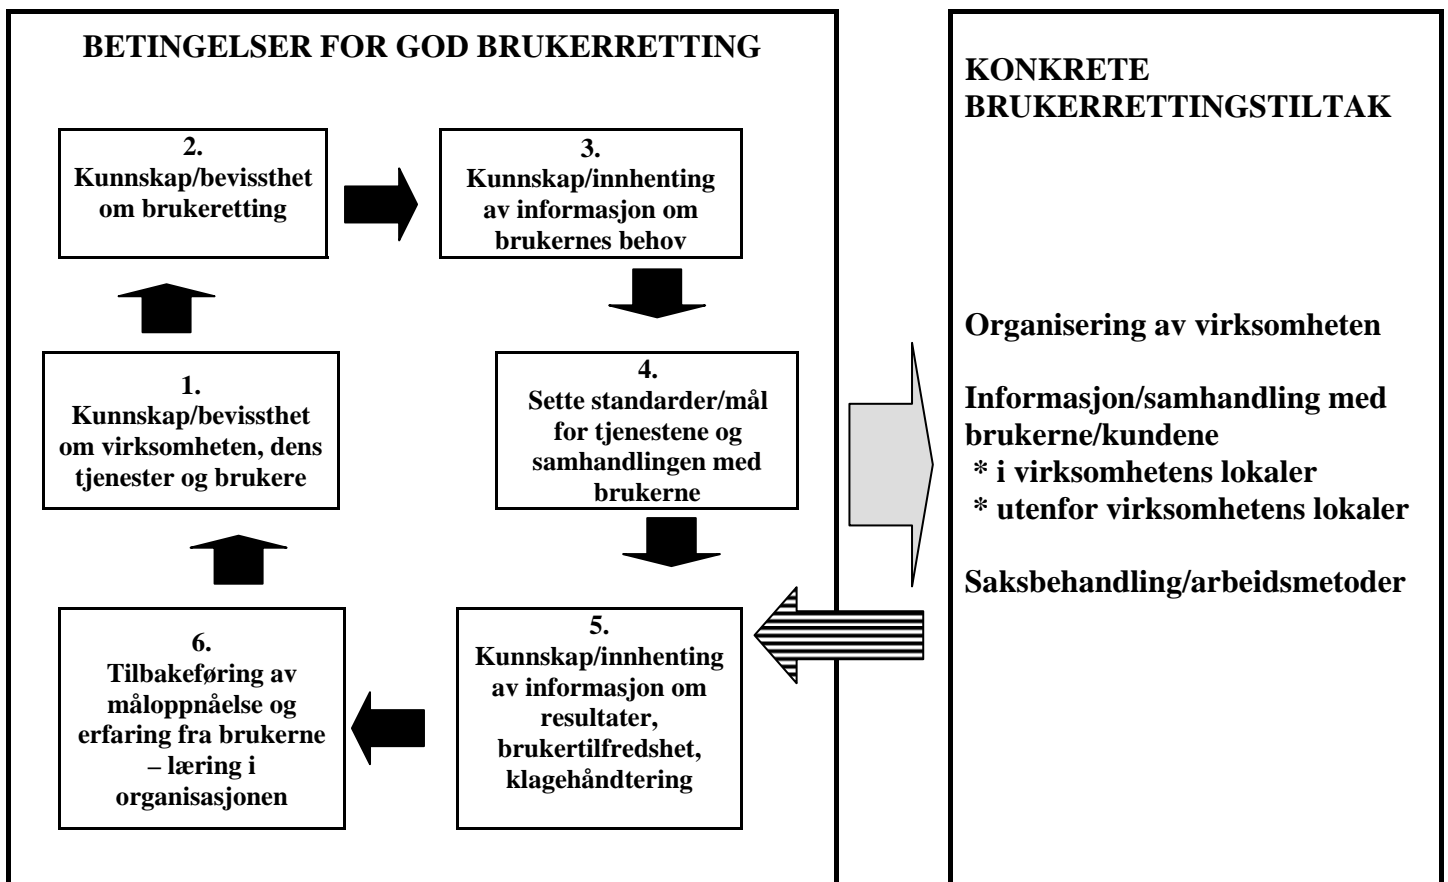 BETINGELSER FOR GOD BRUKERRETTING
2.
Kunnskap/bevissthet
om brukeretting
3.
Kunnskap/innhenting
av informasjon om
brukernes behov
1.
Kunnskap/bevissthet
om virksomheten, dens
tjenester og brukere
4.
Sette standarder/mål
for tjenestene og
samhandlingen med
brukerne
6.
Tilbakeføring av
måloppnåelse og
erfaring fra brukerne
– læring i
organisasjonen
5.
Kunnskap/innhenting
av informasjon om
resultater,
brukertilfredshet,
klagehåndtering
KONKRETE
BRUKERRETTINGSTILTAK
Organisering av virksomheten
Informasjon/samhandling med
brukerne/kundene
* i virksomhetens lokaler
* utenfor virksomhetens lokaler
Saksbehandling/arbeidsmetoder